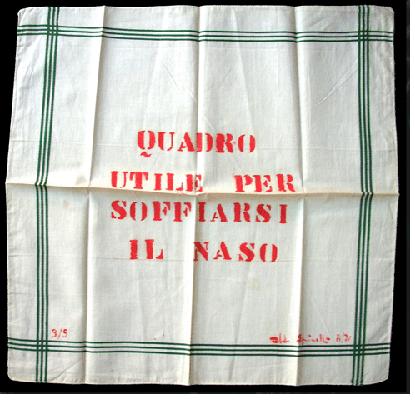 QUADRO
UTILE PER
SOFFIARSI
IL NASO
3/5